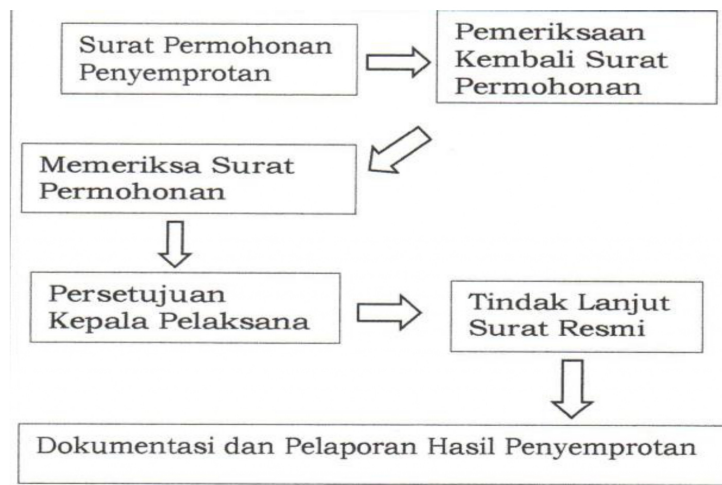 Surat Permohonan
Penyemprotan
Pemeriksaan
Kembali Surat
Permohonan
Memeriksa Surat
Permohonan
Persetujuan
Kepala Pelaksana
Tindak Lanjut
Surat Resmi
Dokumentasi dan Pelaporan Hasil Penyemprotan